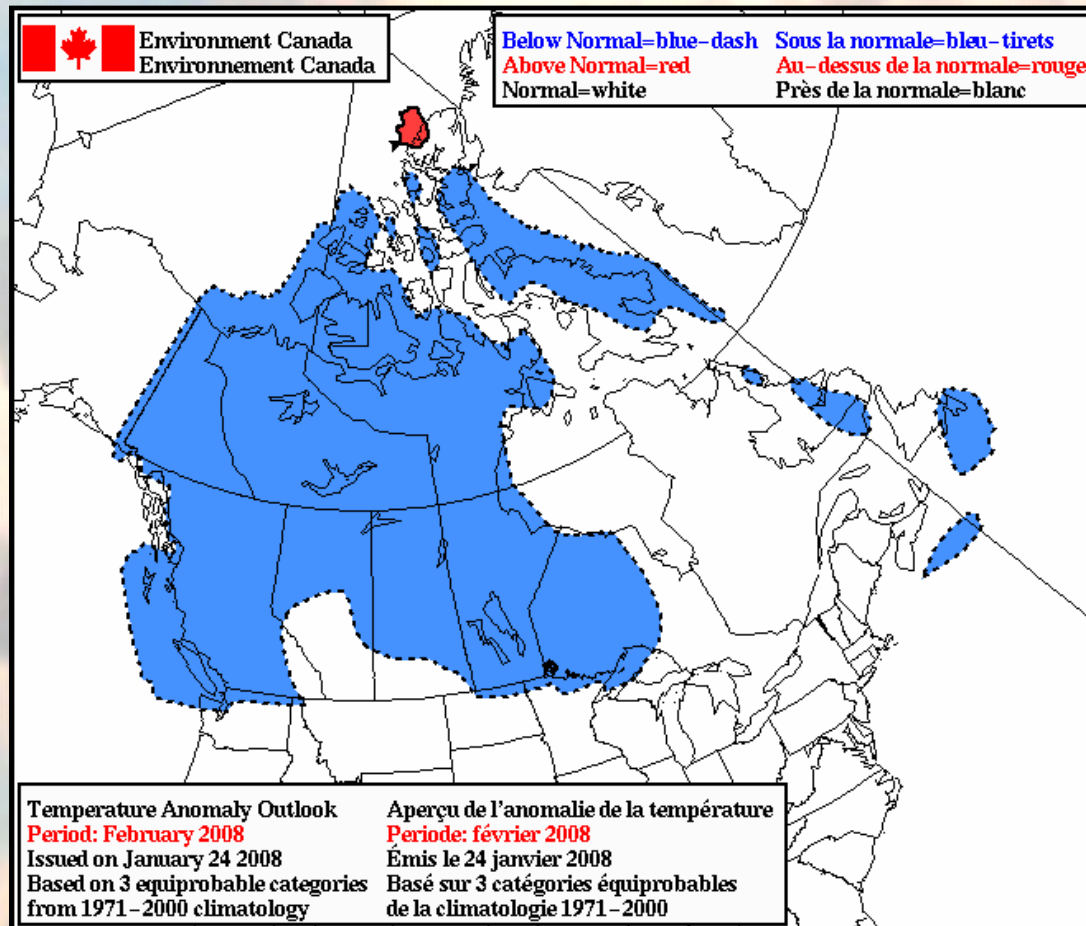 Environment Canada
Environnement Canada
Below Normal=blue-dash
Above Normal=red
Normal=white
Sous la normale=bleu-tirets
Au-dessus de la normale=rouge
Près de la normale=blanc
Temperature Anomaly Outlook
Period: February 2008
Issued on January 24 2008
Based on 3 equiprobable categories
from 1971-2000 climatology
Aperçu de l'anomalie de la température
Periode: février 2008
Émis le 24 janvier 2008
Basé sur 3 catégories équiprobables
de la climatologie 1971-2000